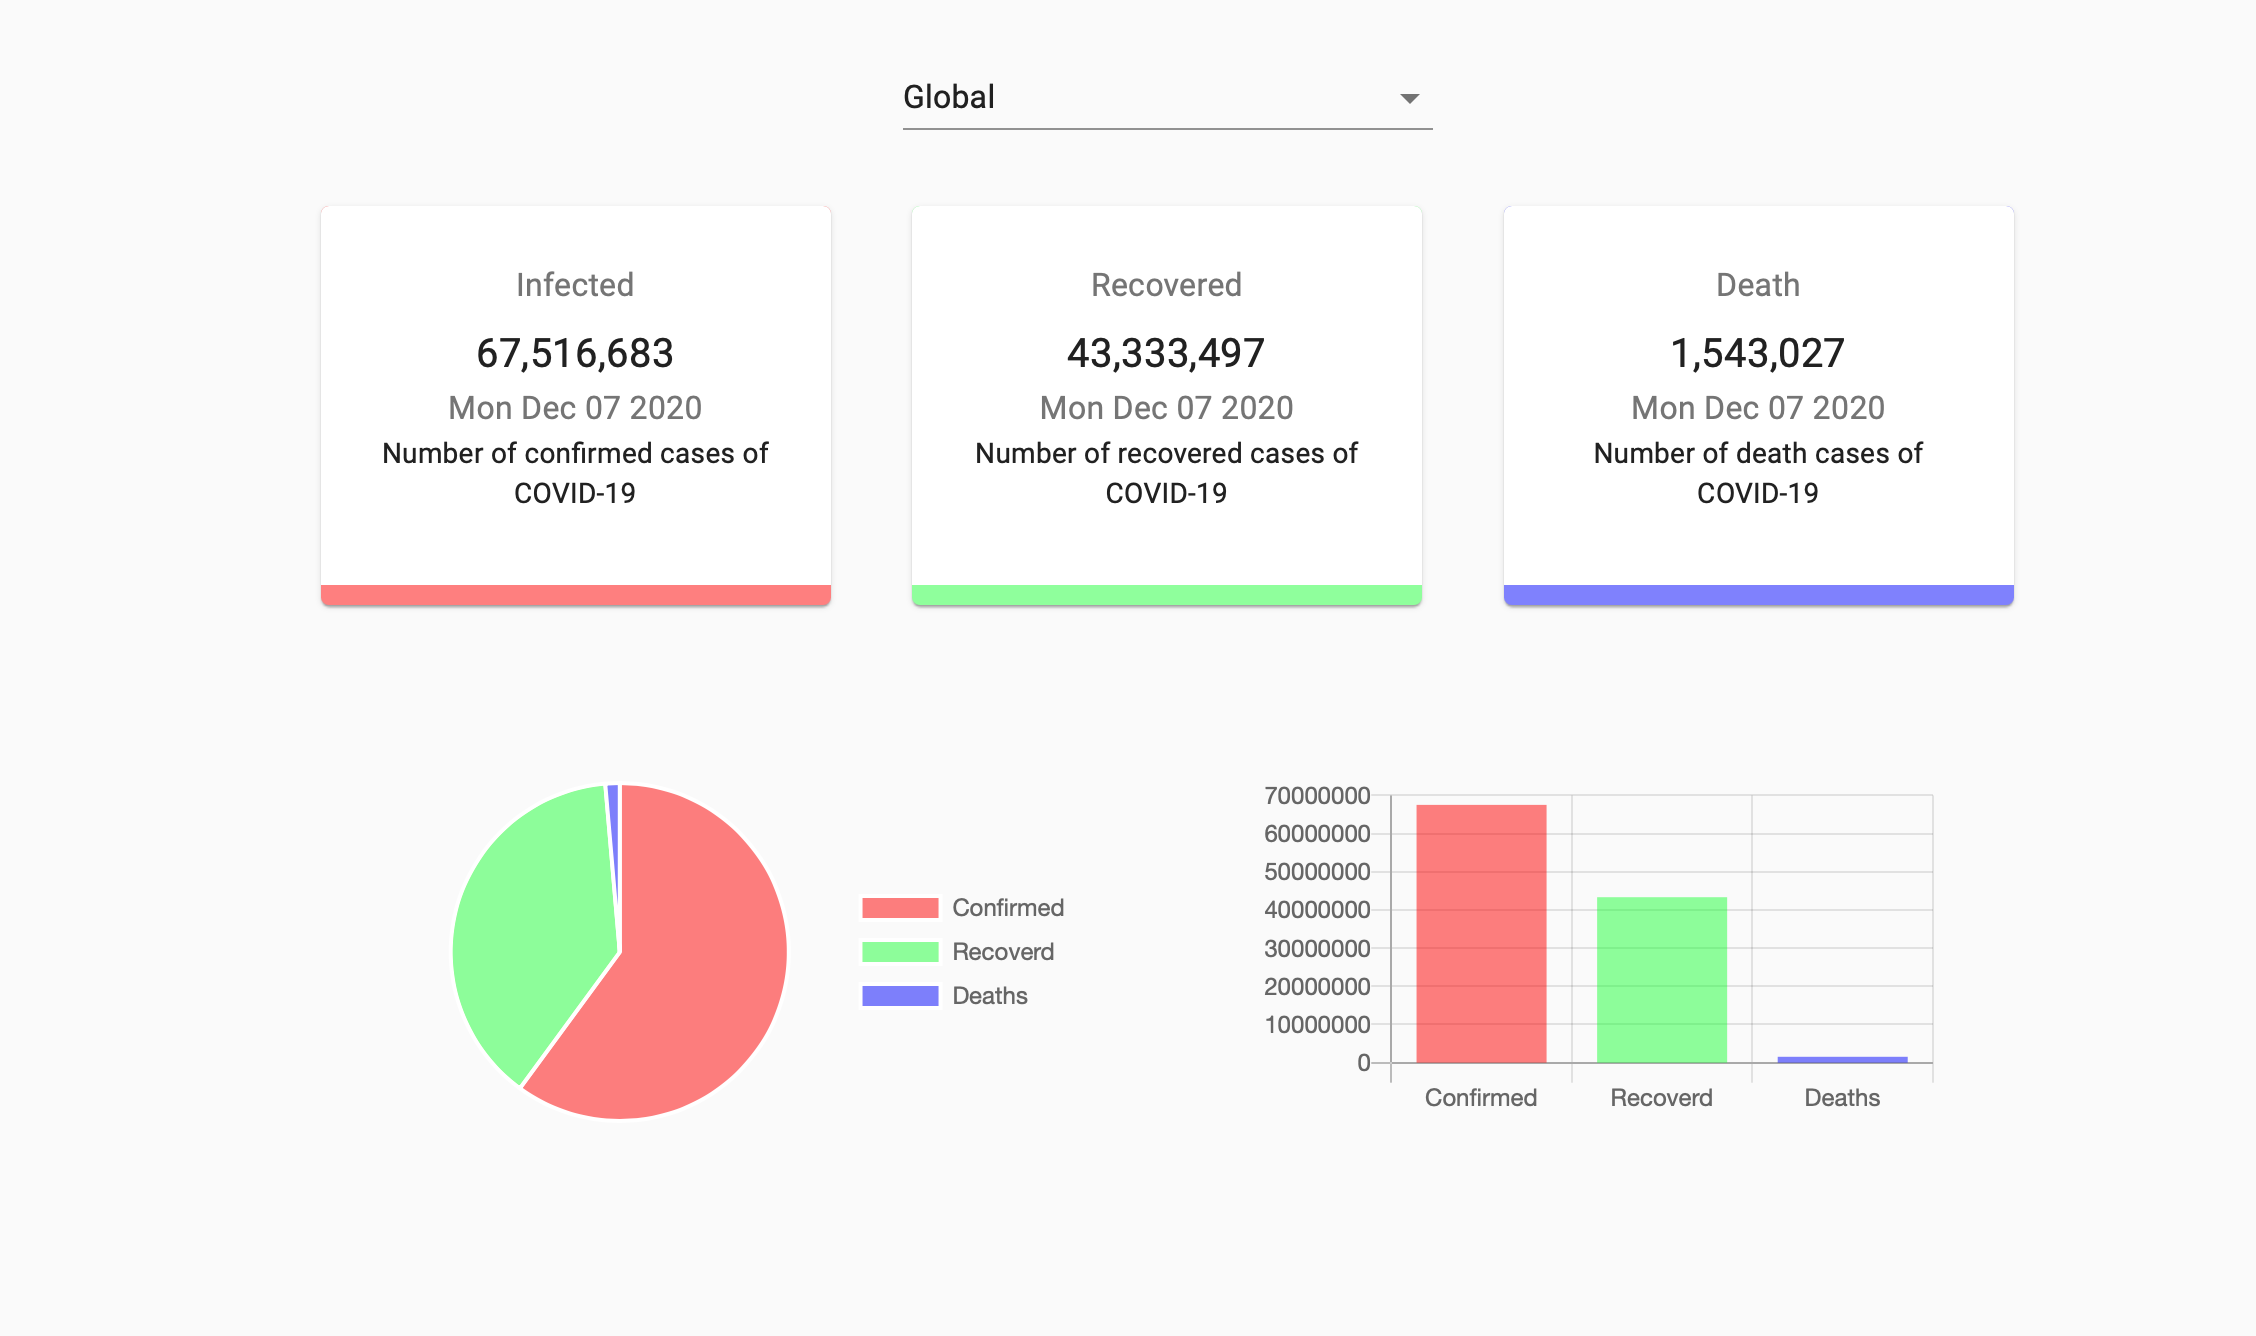 Global
Infected
67,516,683
Mon Dec 07 2020
Number of confirmed cases of
COVID-19
Recovered
43,333,497
Mon Dec 07 2020
Number of recovered cases of
COVID-19
Death
1,543,027
Mon Dec 07 2020
Number of death cases of
COVID-19
Confirmed
Recoverd
Deaths
70000000
60000000
50000000
40000000
30000000
20000000
10000000
0
Confirmed
Recoverd
Deaths